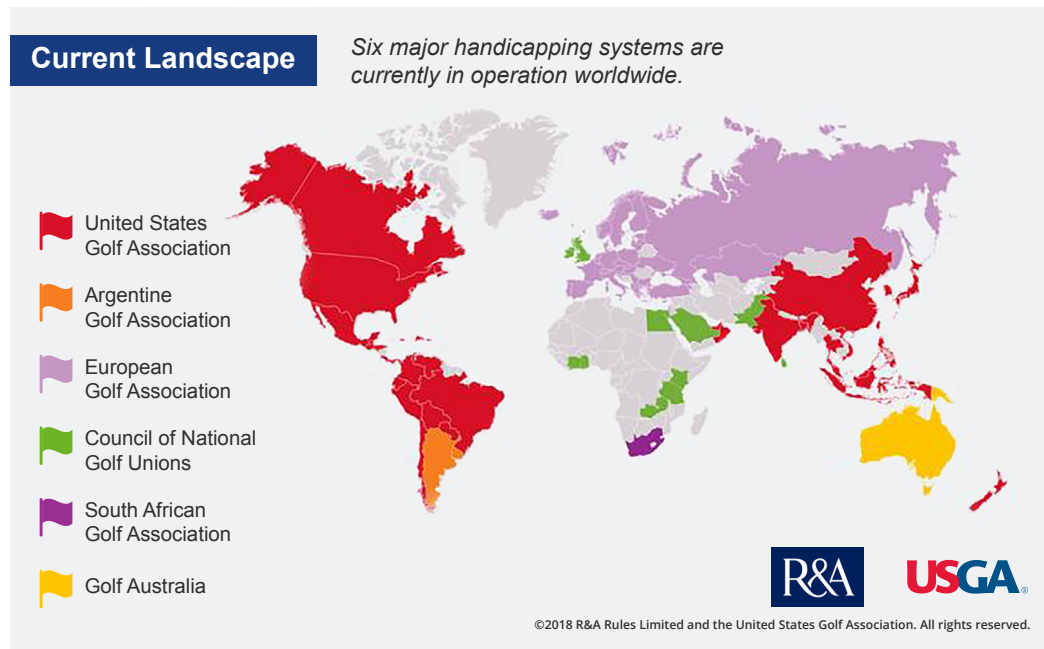 Current Landscape
Six major handicapping systems are
currently in operation worldwide.
United States
Golf Association
Argentine
Golf Association
European
Golf Association
Council of National
Golf Unions
South African
Golf Association
Golf Australia
R&A
USGA®
©2018 R&A Rules Limited and the United States Golf Association. All rights reserved.